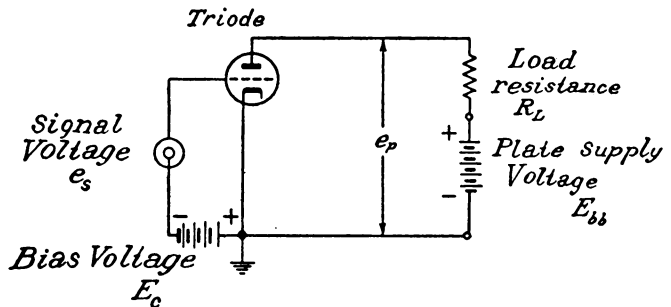 Triode
Load
resistance
R_L
Signal
Voltage
e_s
e_p
+
Plate supply
Voltage
E_bb
-
- +
Bias Voltage
E_c